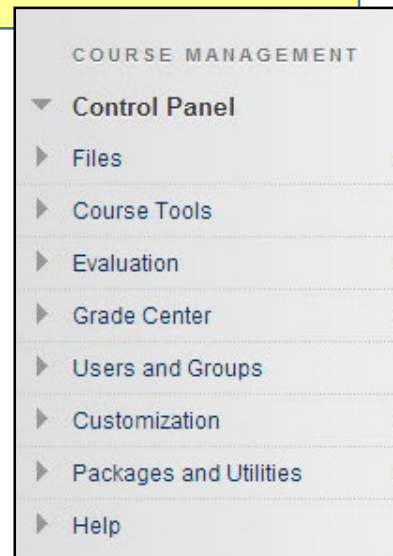 COURSE MANAGEMENT
Control Panel
Files
Course Tools
Evaluation
Grade Center
Users and Groups
Customization
Packages and Utilities
Help